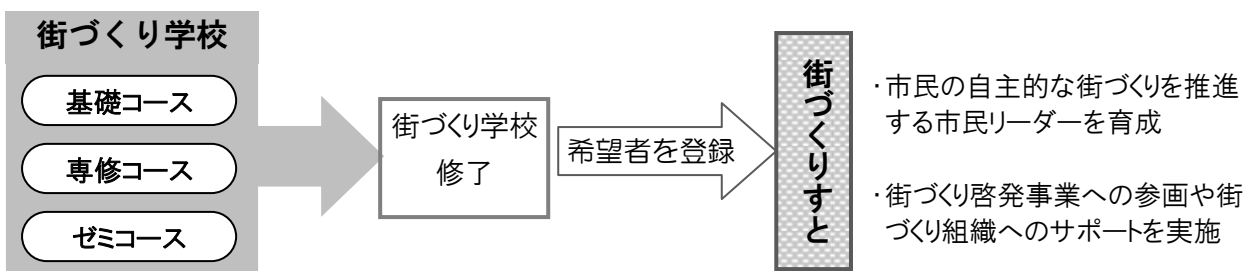 街づくり学校
基礎コース
専修コース
ゼミコース
街づくり学校
修了
希望者を登録
街づくりすと
・市民の自主的な街づくりを推進
する市民リーダーを育成
・街づくり啓発事業への参画や街
づくり組織へのサポートを実施